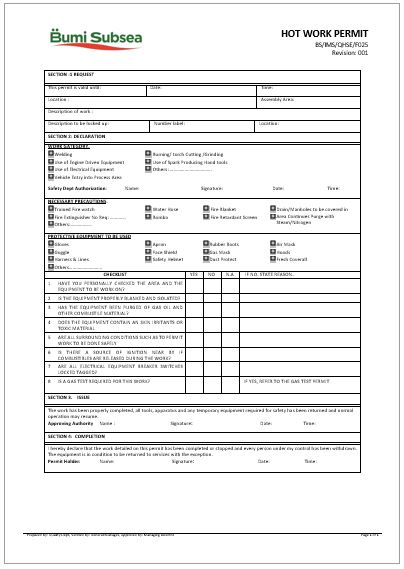 Bumi Subsea
HOT WORK PERMIT
BS/IMS/QHSE/F025
Revision: 001
SECTION :1 REQUEST
This permit is valid until: Date: Time:
Location : Assembly Area:
Description of work :
Description to be locked up: Number label: Location:
SECTION 2: DECLARATION
WORK CATEGORY:
Welding Burning/ Torch Cutting /Grinding
Use of Engine Driven Equipment Use of Spark Producing Hand tools
Use of Electrical Equipment Others:
Vehicle Entry into Process Area
Safety Dept Authorization: Name: Signature: Date: Time:
NECESSARY PRECAUTIONS:
Trained Fire watch Water Hose Fire Blanket Drain/Manholes to be covered in
Fire Extinguisher No Req: Bomba Fire Retardant Screen Area Continues Purge with
Others: Steam/Nitrogen
PROTECTIVE EQUIPMENT TO BE USED
Gloves Apron Rubber Boots Air Mask
Goggle Face Shield Gas Mask Hoods
Harness & Lines Safety Helmet Dust Protect Fresh Coverall
Others:
CHECKLIST YES NO N.A IF NO, STATE REASON..
1 HAVE YOU PERSONALLY CHECKED THE AREA AND THE
EQUIPMENT TO BE WORK ON?
2 IS THE EQUIPMENT PROPERLY BLANKED AND ISOLATED?
3 HAS THE EQUIPMENT BEEN PURGED OF GAS OIL AND
OTHER COMBUSTILE MATERIAL?
4 DOES THE EQUIPMENT CONTAIN AN SKIN IRRITANTS OR
TOXIC MATERIAL
5 ARE ALL SURROUNDING CONDITIONS SUCH AS TO PERMIT
WORK TO BE DONE SAFELY
6 IS THERE A SOURCE OF IGNITION NEAR BY IF
COMBUSTIBLES ARE RELEASED DURING THE WORK?
7 ARE ALL ELECTRICAL EQUIPMENT BREAKER SWITCHES
LOCKED TAGGED?
8 IS A GAS TEST REQUIRED FOR THIS WORK? IF YES, REFER TO THE GAS TEST PERMIT
SECTION 3: ISSUE
The work has been properly completed, all tools, apparatus and any temporary equipment required for safety has been returned and normal
operation may resume.
Approving Authority Name : Signature: Date: Time:
SECTION 4: COMPLETION
I hereby declare that the work detailed on this permit has been completed or stopped and every person under my control has been withdrawn.
The equipment is in condition to be returned to services with the exception.
Permit Holder: Name: Signature: Date: Time: